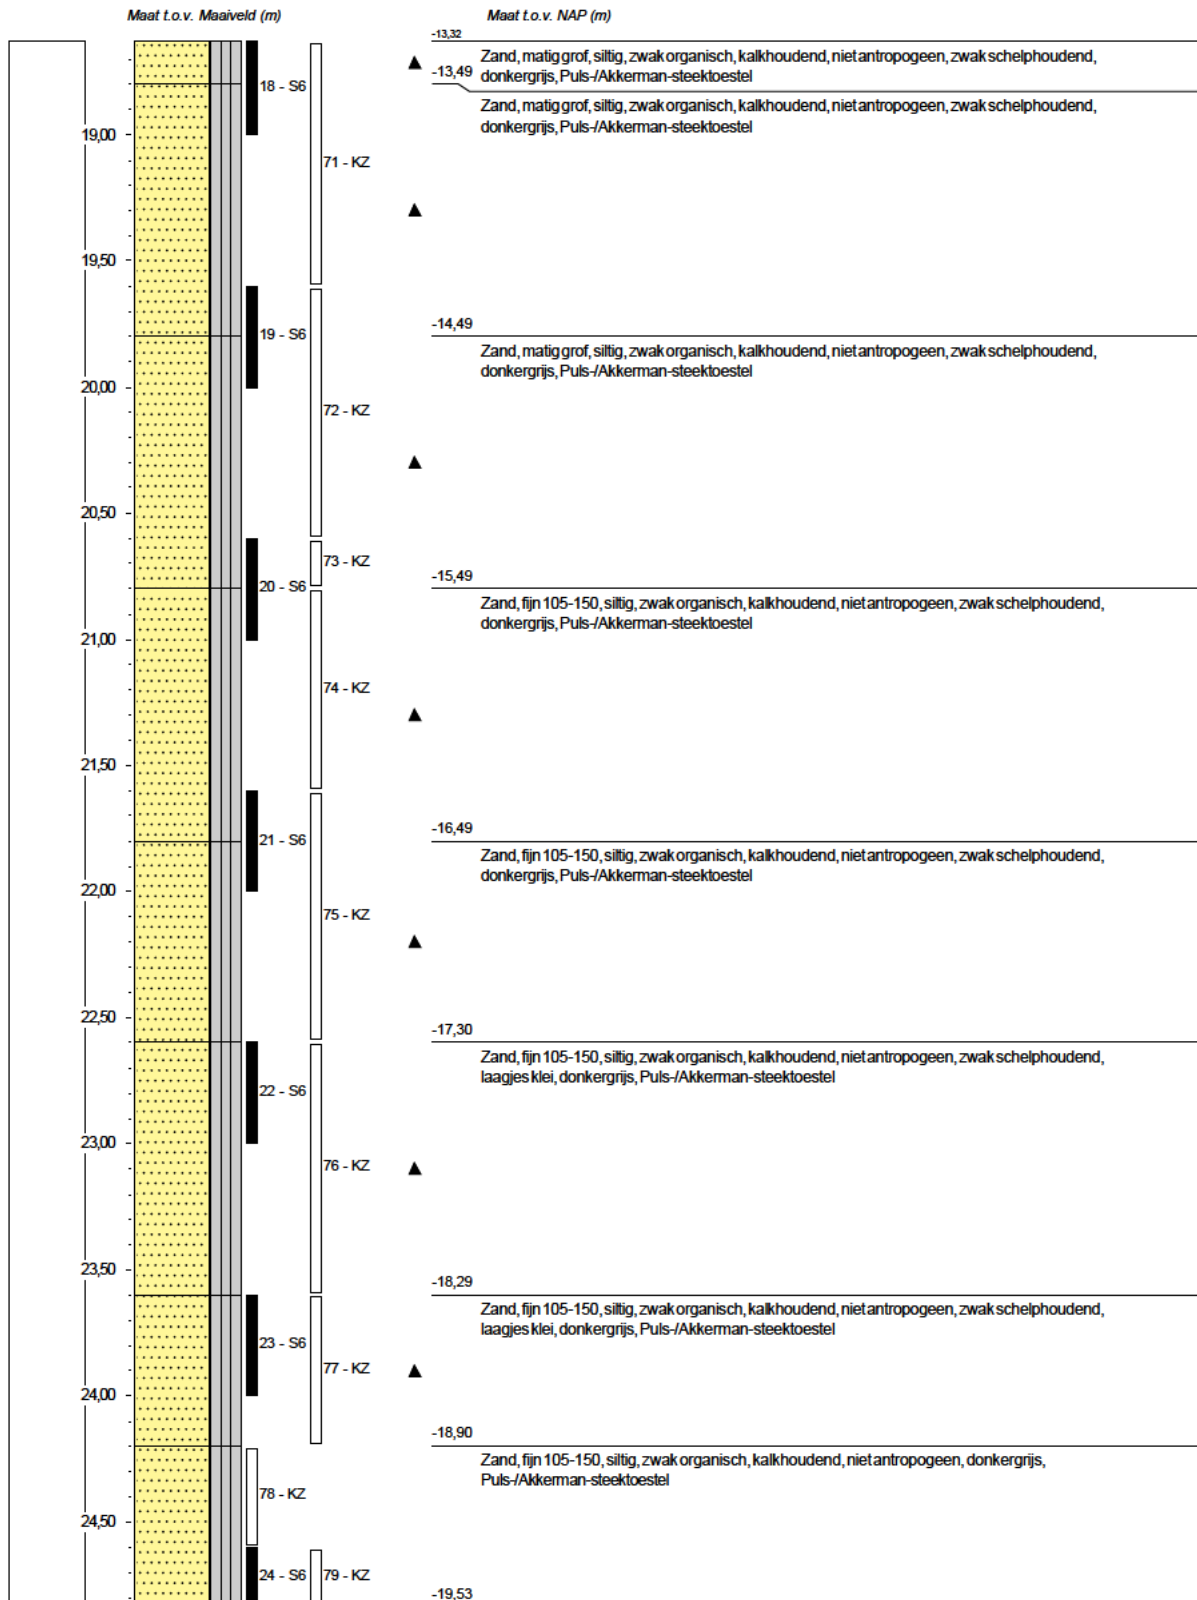 Maat t.o.v. Maaiveld (m)
Maat t.o.v. NAP (m)
-13,32
Zand, matig grof, siltig, zwak organisch, kalkhoudend, niet antropogeen, zwak schelphoudend,
donkergrijs, Puls-/Akkerman-steektoestel
-13,49
18 - S6
Zand, matig grof, siltig, zwak organisch, kalkhoudend, niet antropogeen, zwak schelphoudend,
donkergrijs, Puls-/Akkerman-steektoestel
19,00
71 - KZ
19,50
-14,49
19 - S6
Zand, matig grof, siltig, zwak organisch, kalkhoudend, niet antropogeen, zwak schelphoudend,
donkergrijs, Puls-/Akkerman-steektoestel
20,00
72 - KZ
20,50
73 - KZ
-15,49
20 - S6
Zand, fijn 105-150, siltig, zwak organisch, kalkhoudend, niet antropogeen, zwak schelphoudend,
donkergrijs, Puls-/Akkerman-steektoestel
21,00
74 - KZ
21,50
-16,49
21 - S6
Zand, fijn 105-150, siltig, zwak organisch, kalkhoudend, niet antropogeen, zwak schelphoudend,
donkergrijs, Puls-/Akkerman-steektoestel
22,00
75 - KZ
22,50
-17,30
Zand, fijn 105-150, siltig, zwak organisch, kalkhoudend, niet antropogeen, zwak schelphoudend,
laagjes klei, donkergrijs, Puls-/Akkerman-steektoestel
22 - S6
23,00
76 - KZ
23,50
-18,29
Zand, fijn 105-150, siltig, zwak organisch, kalkhoudend, niet antropogeen, zwak schelphoudend,
laagjes klei, donkergrijs, Puls-/Akkerman-steektoestel
23 - S6
77 - KZ
24,00
-18,90
Zand, fijn 105-150, siltig, zwak organisch, kalkhoudend, niet antropogeen, donkergrijs,
Puls-/Akkerman-steektoestel
78 - KZ
24,50
24 - S6
79 - KZ
-19,53